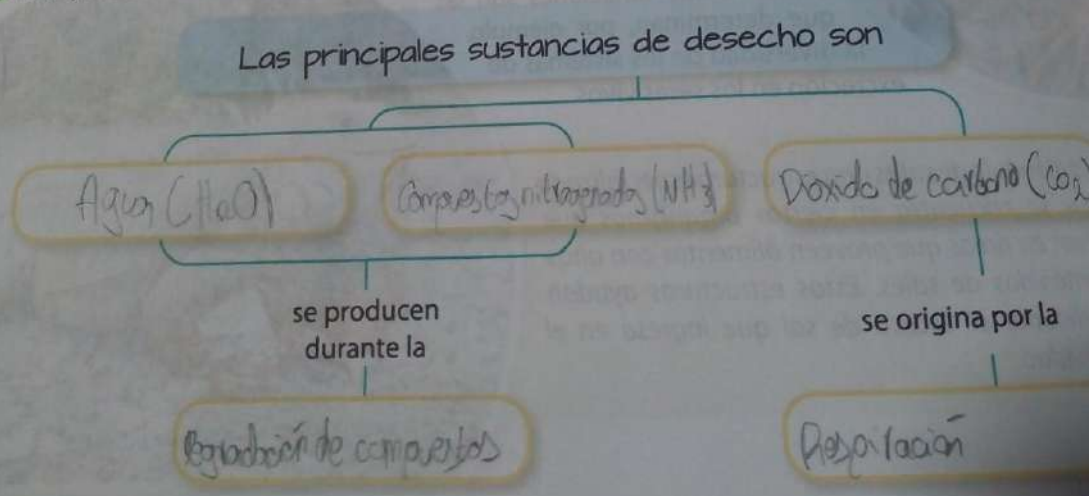 Las principales sustancias de desecho son
Agua (H2O)
Compuestos nitrogenados (NH3)
Dioxido de carbono (CO2)
se producen
durante la
se origina por la
degradación de compuestos
Respiración